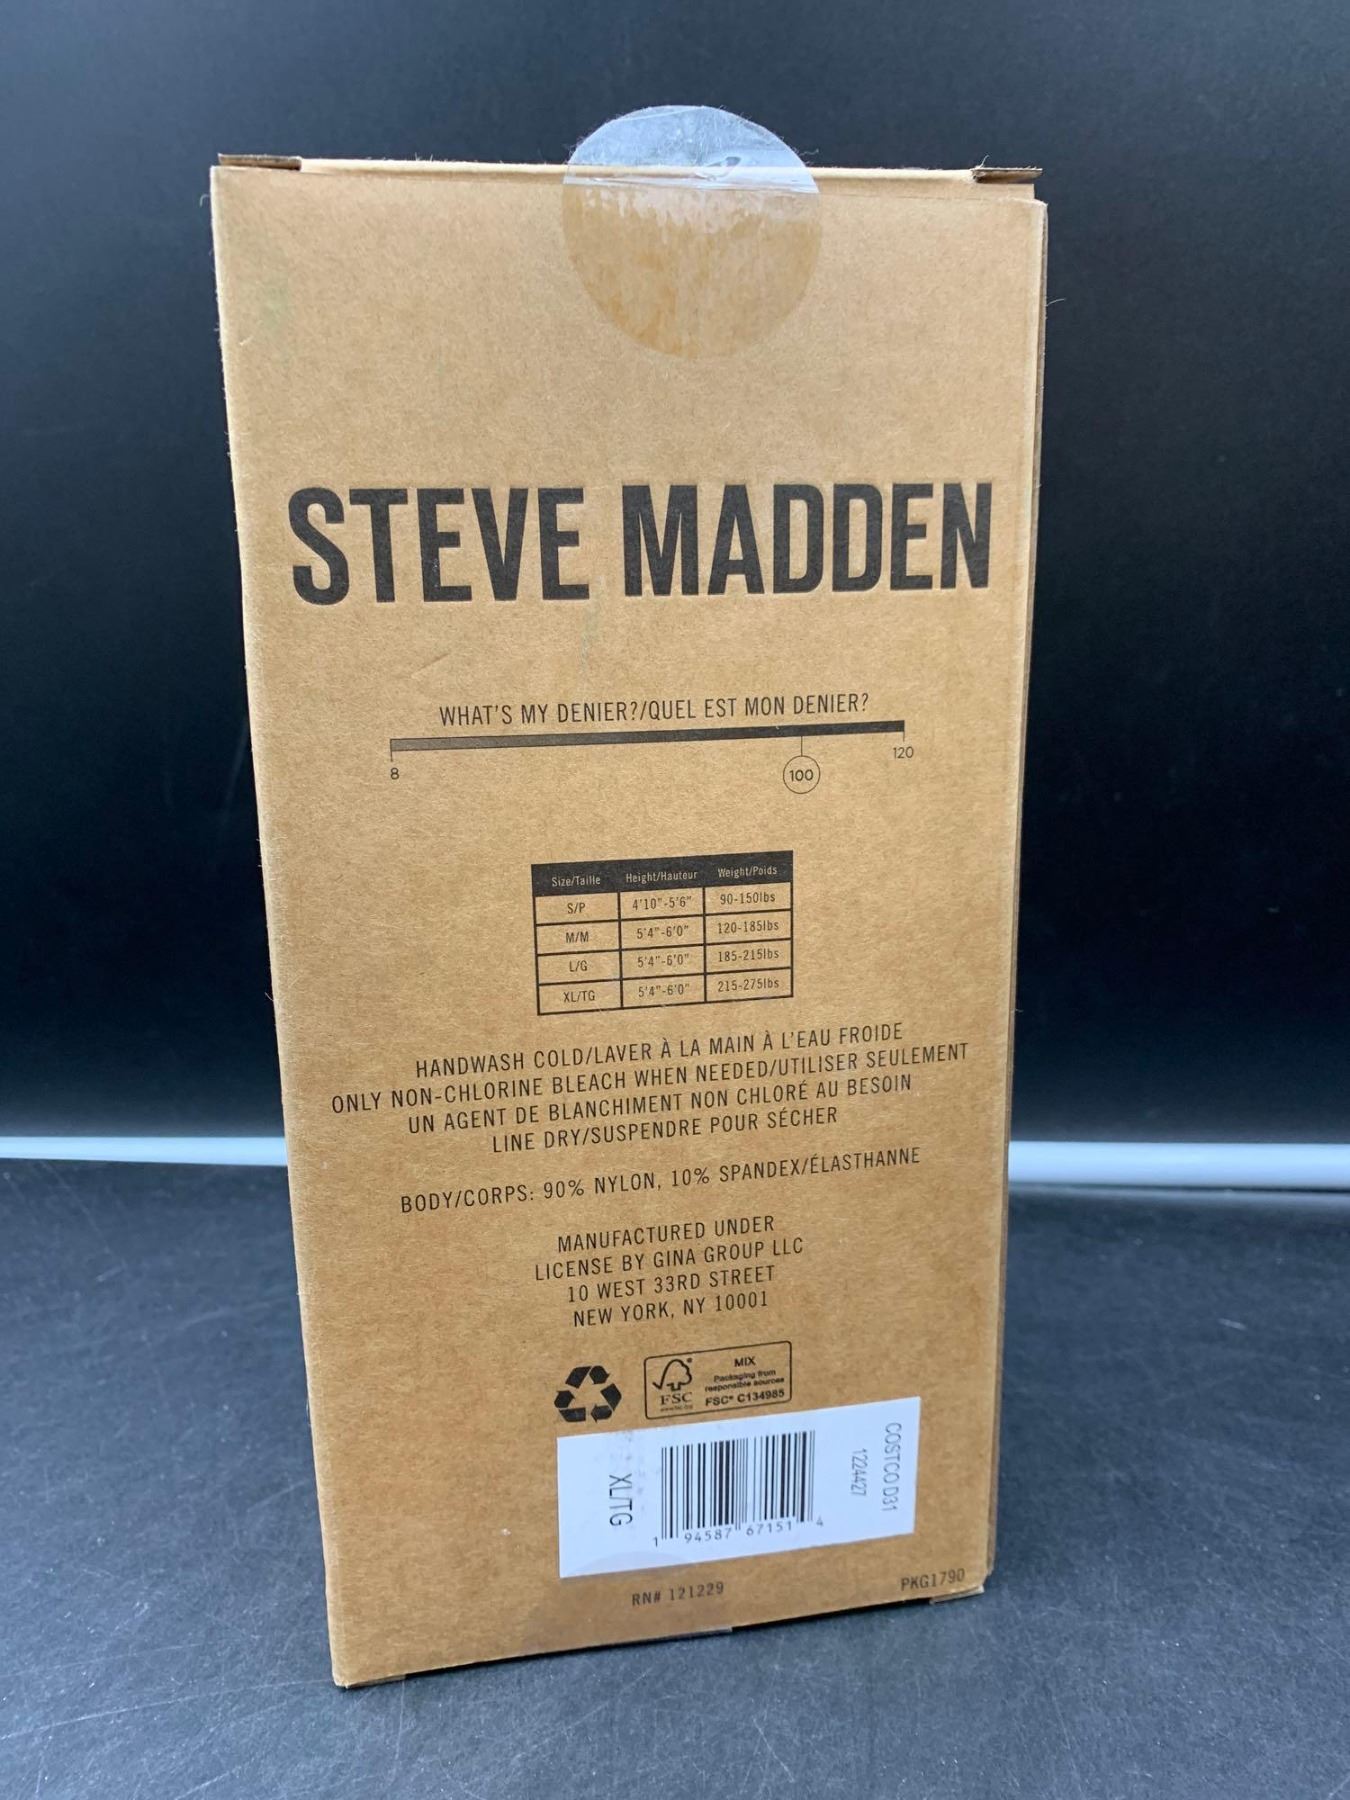 STEVE MADDEN
WHAT'S MY DENIER?/QUEL EST MON DENIER?
8 100 120
Size/Taille Height/Hauteur Weight/Poids
S/P 4'10"-5'6" 90-150lbs
M/M 5'4"-6'0" 120-185lbs
L/G 5'4"-6'0" 185-215lbs
XL/TG 5'4"-6'0" 215-275lbs
HANDWASH COLD/LAVER À LA MAIN À L'EAU FROIDE
ONLY NON-CHLORINE BLEACH WHEN NEEDED/UTILISER SEULEMENT
UN AGENT DE BLANCHIMENT NON CHLORÉ AU BESOIN
LINE DRY/SUSPENDRE POUR SÉCHER
BODY/CORPS: 90% NYLON, 10% SPANDEX/ÉLASTHANNE
MANUFACTURED UNDER
LICENSE BY GINA GROUP LLC
10 WEST 33RD STREET
NEW YORK, NY 10001
FSC
MIX
Packaging from
responsible sources
FSC® C134985
COSTCO D31
1224427
XL/TG
1 94587 67151 4
RN# 121229
PKG1790